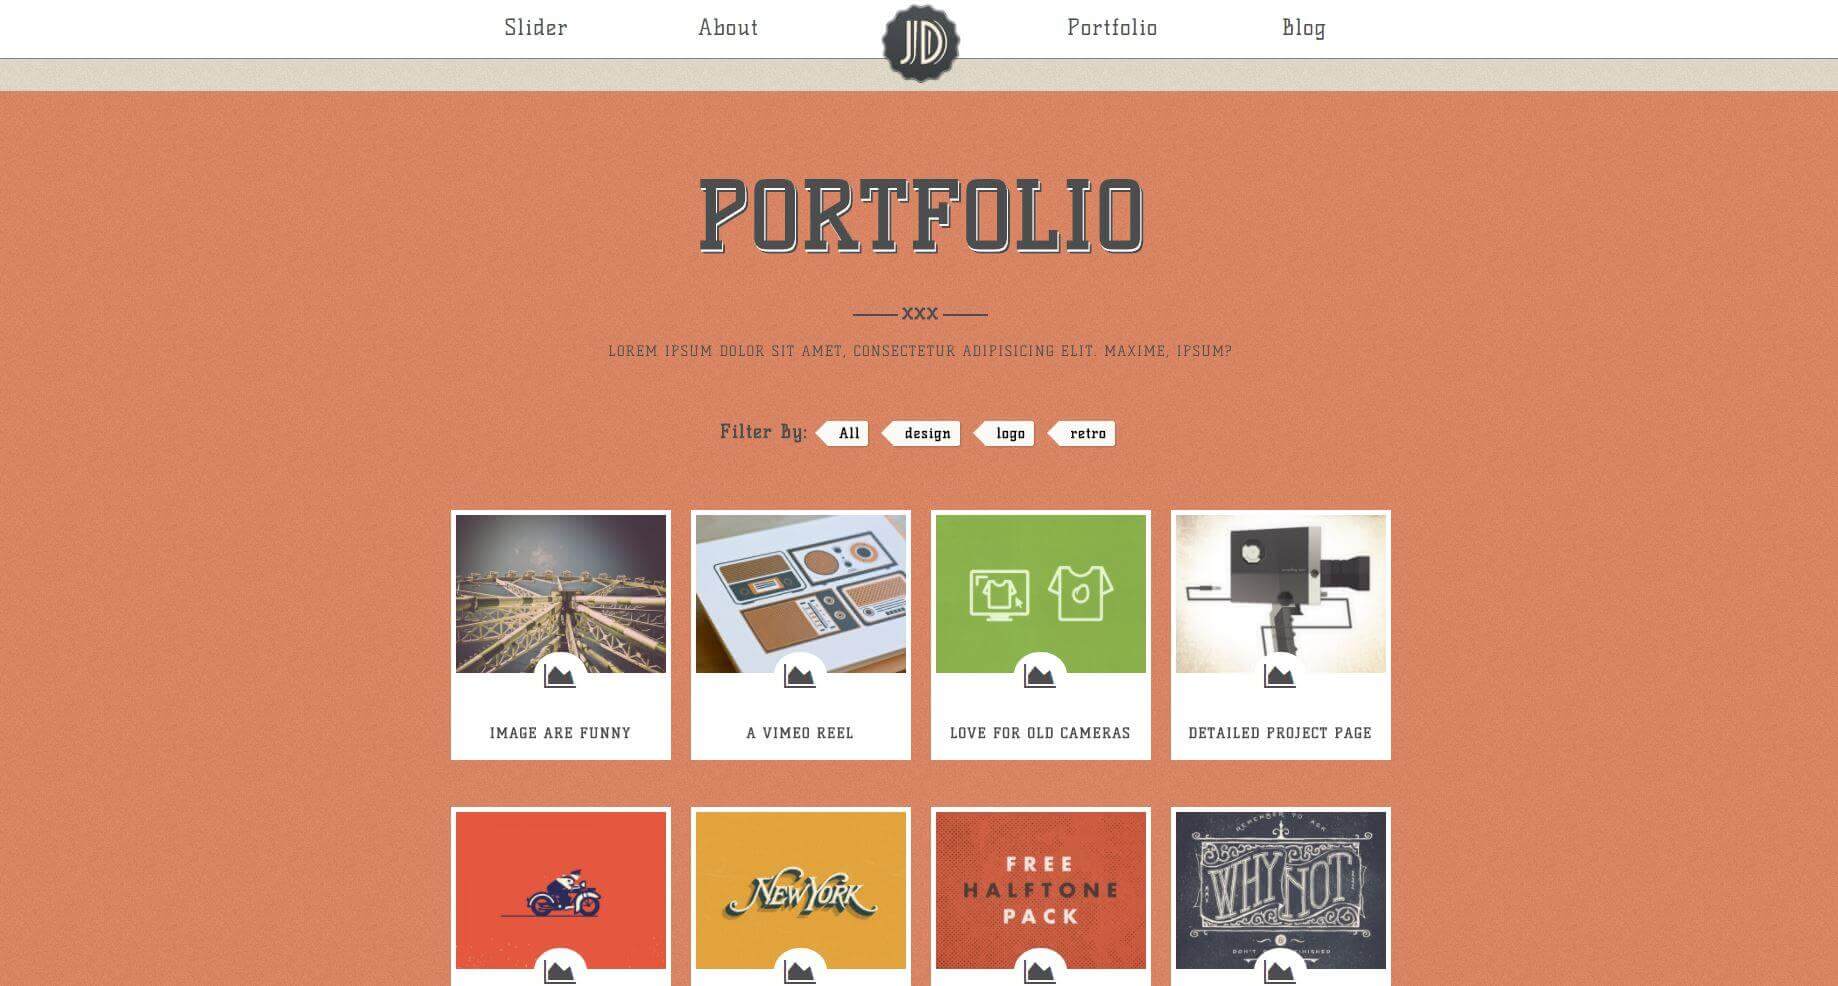 Slider About JD Portfolio Blog
PORTFOLIO
xxx
LOREM IPSUM DOLOR SIT AMET, CONSECTETUR ADIPISICING ELIT. MAXIME, IPSUM?
Filter By: All design logo retro
IMAGE ARE FUNNY
A VIMEO REEL
LOVE FOR OLD CAMERAS
DETAILED PROJECT PAGE
NEW YORK
FREE
HALFTONE
PACK
REMEMBER TO ASK
WHY NOT
DON'T